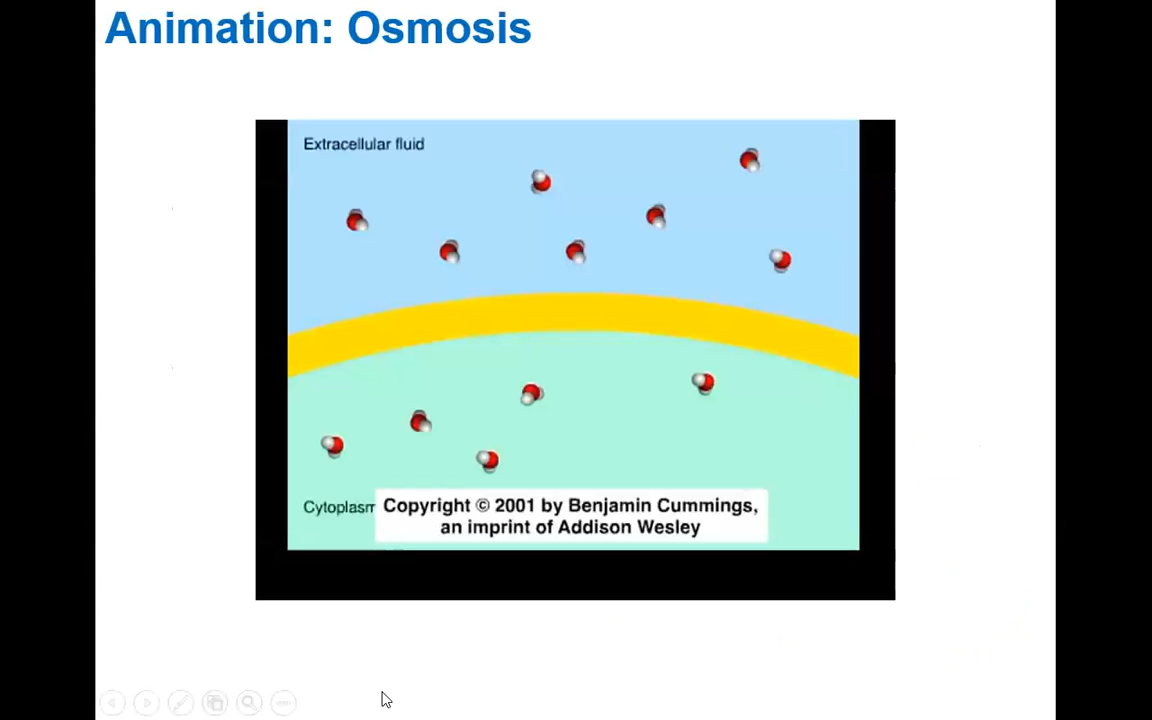 Animation: Osmosis
Extracellular fluid
Cytoplasm
Copyright © 2001 by Benjamin Cummings,
an imprint of Addison Wesley